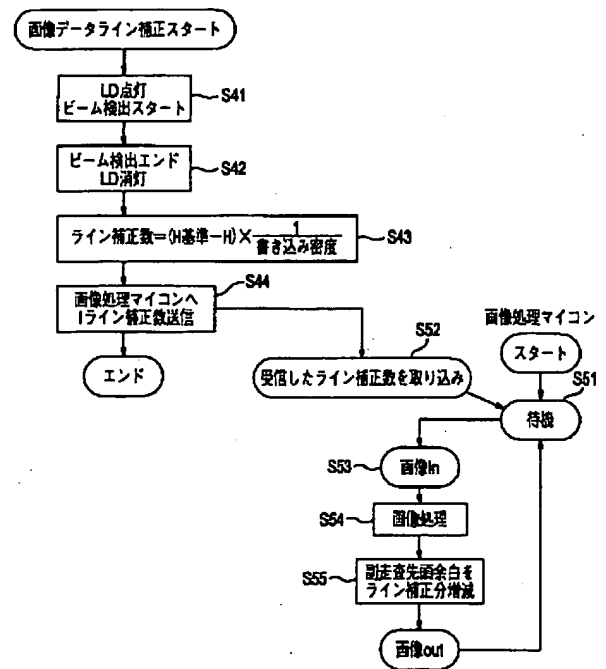 画像データライン補正スタート
LD点灯
ビーム検出スタート
S41
ビーム検出エンド
LD消灯
S42
ライン補正数=(H基準-H)×1/書き込み密度
S43
S44
画像処理マイコンへ
1ライン補正数送信
エンド
S52
受信したライン補正数を取り込み
画像処理マイコン
スタート
S51
待機
S53
画像In
S54
画像処理
S55
副走査先頭余白を
ライン補正分増減
画像out